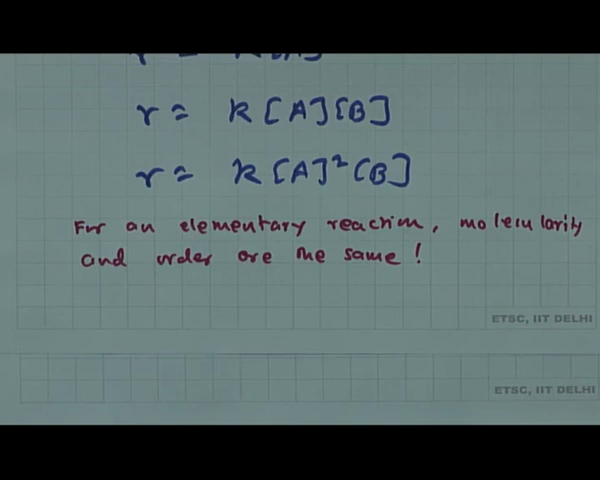 r = k[A]
r = k[A][B]
r = k[A]²[B]
For an elementary reaction, molecularity
and order are the same!
ETSC, IIT DELHI
ETSC, IIT DELHI